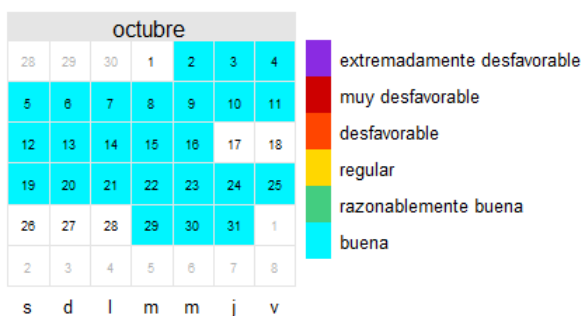 octubre
28 29 30 1 2 3 4
5 6 7 8 9 10 11
12 13 14 15 16 17 18
19 20 21 22 23 24 25
26 27 28 29 30 31 1
2 3 4 5 6 7 8
s d l m m j v
extremadamente desfavorable
muy desfavorable
desfavorable
regular
razonablemente buena
buena